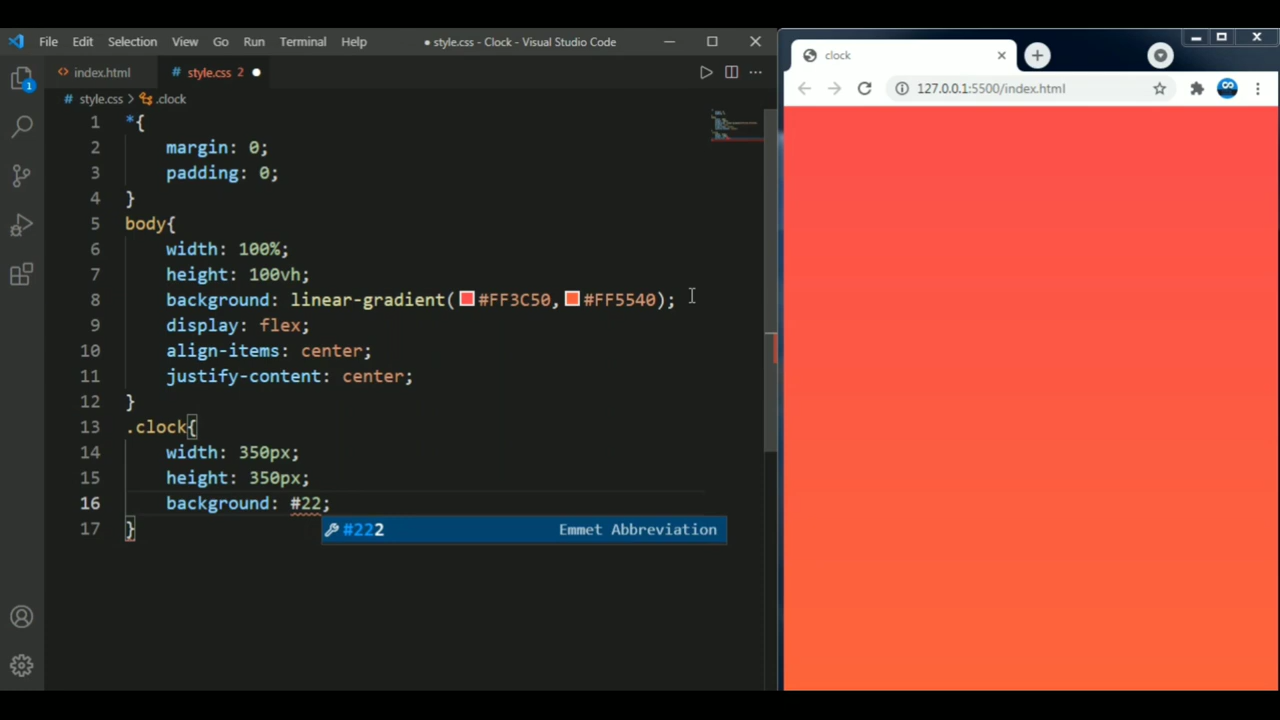 File Edit Selection View Go Run Terminal Help ● style.css - Clock - Visual Studio Code
index.html # style.css 2 ●
# style.css > .clock
1 *{
2 margin: 0;
3 padding: 0;
4 }
5 body{
6 width: 100%;
7 height: 100vh;
8 background: linear-gradient(#FF3C50,#FF5540);
9 display: flex;
10 align-items: center;
11 justify-content: center;
12 }
13 .clock{
14 width: 350px;
15 height: 350px;
16 background: #22;
17 }
#222 Emmet Abbreviation
1
clock
127.0.0.1:5500/index.html